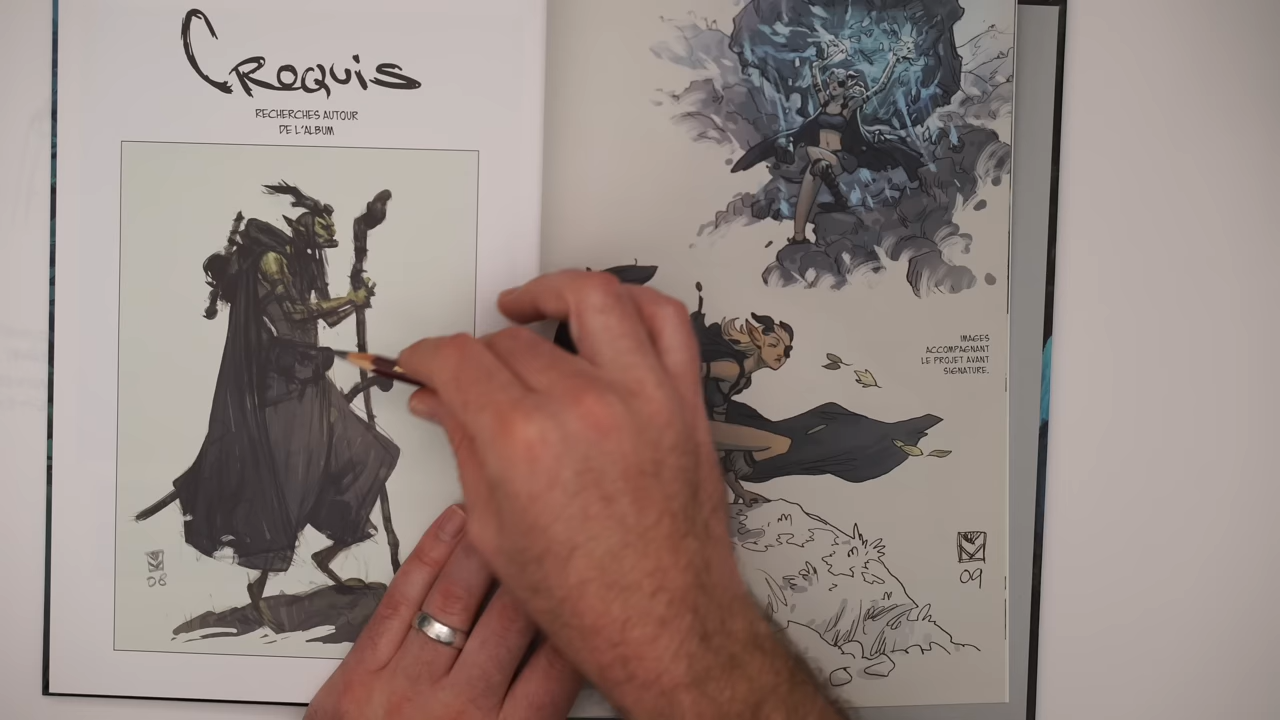 Croquis
RECHERCHES AUTOUR
DE L'ALBUM
IMAGES
ACCOMPAGNANT
LE PROJET AVANT
SIGNATURE.
08
09